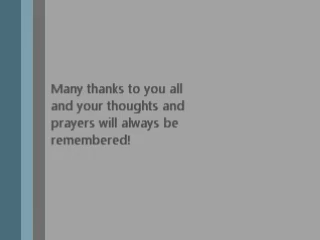 Many thanks to you all
and your thoughts and
prayers will always be
remembered!